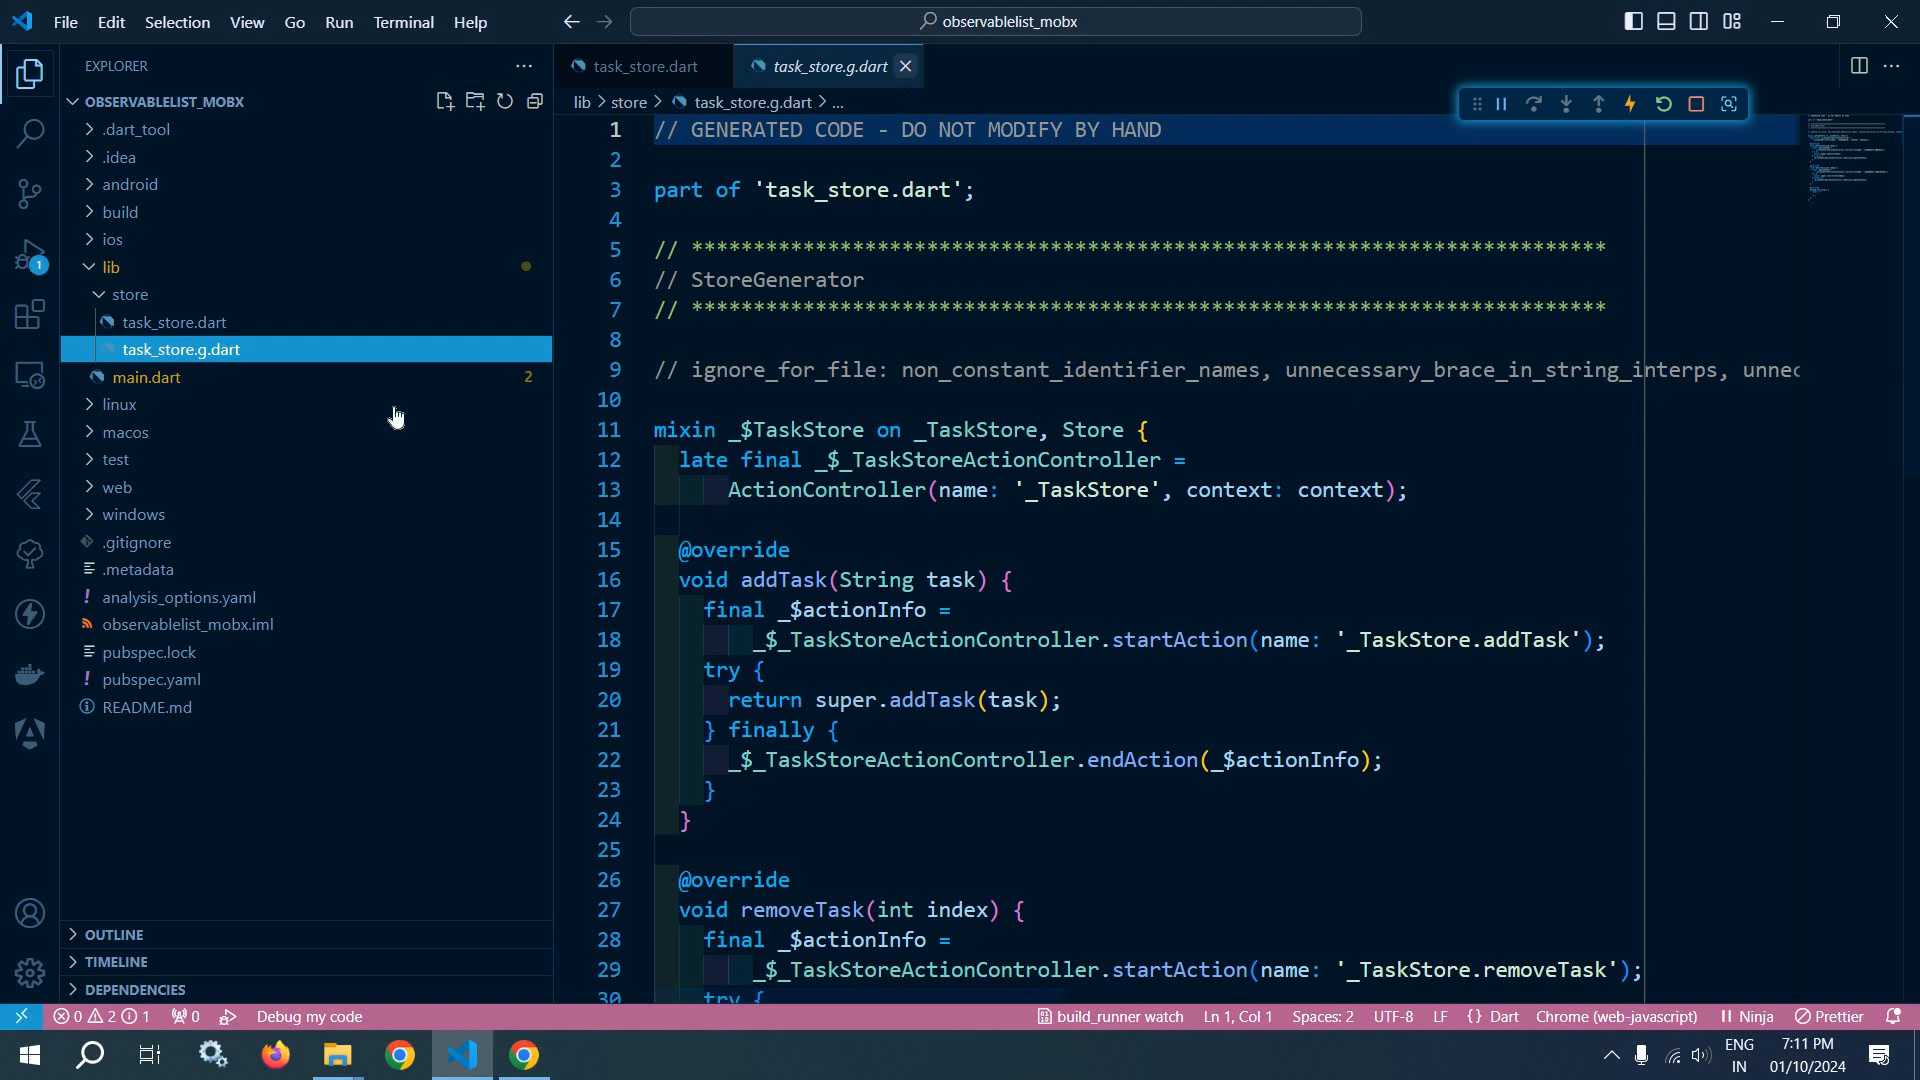 File Edit Selection View Go Run Terminal Help
observablelist_mobx
EXPLORER
OBSERVABLELIST_MOBX
.dart_tool
.idea
android
build
ios
lib
store
task_store.dart
task_store.g.dart
main.dart 2
linux
macos
test
web
windows
.gitignore
.metadata
analysis_options.yaml
observablelist_mobx.iml
pubspec.lock
pubspec.yaml
README.md
OUTLINE
TIMELINE
DEPENDENCIES
1
task_store.dart
task_store.g.dart
lib > store > task_store.g.dart > ...
1 // GENERATED CODE - DO NOT MODIFY BY HAND
2
3 part of 'task_store.dart';
4
5 // **************************************************************************
6 // StoreGenerator
7 // **************************************************************************
8
9 // ignore_for_file: non_constant_identifier_names, unnecessary_brace_in_string_interps, unnec
10
11 mixin _$TaskStore on _TaskStore, Store {
12 late final _$_TaskStoreActionController =
13 ActionController(name: '_TaskStore', context: context);
14
15 @override
16 void addTask(String task) {
17 final _$actionInfo =
18 _$_TaskStoreActionController.startAction(name: '_TaskStore.addTask');
19 try {
20 return super.addTask(task);
21 } finally {
22 _$_TaskStoreActionController.endAction(_$actionInfo);
23 }
24 }
25
26 @override
27 void removeTask(int index) {
28 final _$actionInfo =
29 _$_TaskStoreActionController.startAction(name: '_TaskStore.removeTask');
30 try {
0 2 1 0 Debug my code build_runner watch Ln 1, Col 1 Spaces: 2 UTF-8 LF {} Dart Chrome (web-javascript) Ninja Prettier
ENG
IN
7:11 PM
01/10/2024